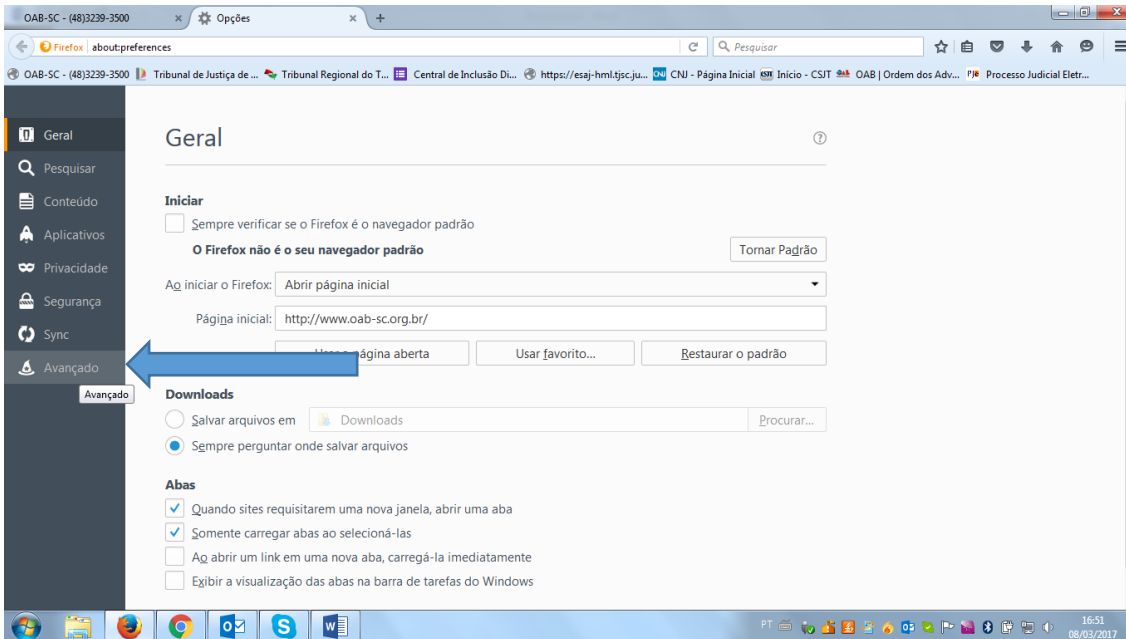 OAB-SC - (48)3239-3500
Opções
Firefox about:preferences
Pesquisar
OAB-SC - (48)3239-3500 Tribunal de Justiça de ... Tribunal Regional do T... Central de Inclusão Di... https://esaj-hml.tjsc.ju... CNJ - Página Inicial Início - CSJT OAB | Ordem dos Adv... PJe Processo Judicial Eletr...
Geral
Pesquisar
Conteúdo
Aplicativos
Privacidade
Segurança
Sync
Avançado
Avançado
Geral
Iniciar
Sempre verificar se o Firefox é o navegador padrão
O Firefox não é o seu navegador padrão
Tornar Padrão
Ao iniciar o Firefox: Abrir página inicial
Página inicial: http://www.oab-sc.org.br/
página aberta
Usar favorito...
Restaurar o padrão
Downloads
Salvar arquivos em Downloads Procurar...
Sempre perguntar onde salvar arquivos
Abas
Quando sites requisitarem uma nova janela, abrir uma aba
Somente carregar abas ao selecioná-las
Ao abrir um link em uma nova aba, carregá-la imediatamente
Exibir a visualização das abas na barra de tarefas do Windows
PT
16:51
08/03/2017